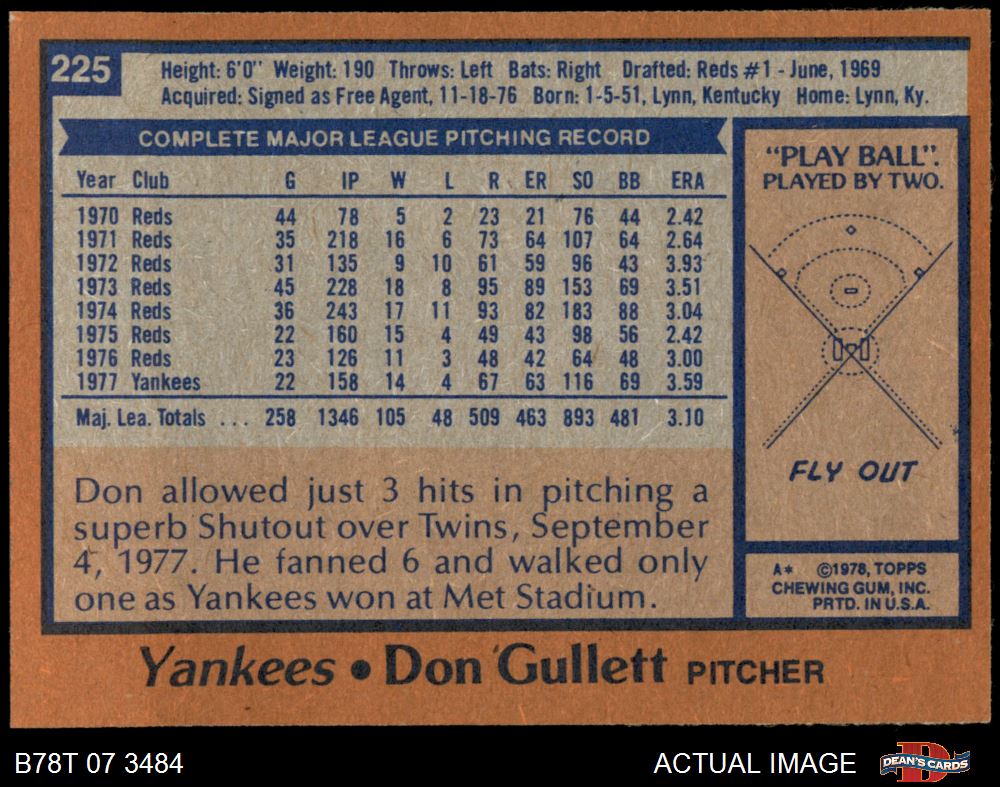 225
Height: 6'0" Weight: 190 Throws: Left Bats: Right Drafted: Reds #1 - June, 1969
Acquired: Signed as Free Agent, 11-18-76 Born: 1-5-51, Lynn, Kentucky Home: Lynn, Ky.
COMPLETE MAJOR LEAGUE PITCHING RECORD
Year Club G IP W L R ER SO BB ERA
1970 Reds 44 78 5 2 23 21 76 44 2.42
1971 Reds 35 218 16 6 73 64 107 64 2.64
1972 Reds 31 135 9 10 61 59 96 43 3.93
1973 Reds 45 228 18 8 95 89 153 69 3.51
1974 Reds 36 243 17 11 93 82 183 88 3.04
1975 Reds 22 160 15 4 49 43 98 56 2.42
1976 Reds 23 126 11 3 48 42 64 48 3.00
1977 Yankees 22 158 14 4 67 63 116 69 3.59
Maj. Lea. Totals ... 258 1346 105 48 509 463 893 481 3.10
Don allowed just 3 hits in pitching a
superb Shutout over Twins, September
4, 1977. He fanned 6 and walked only
one as Yankees won at Met Stadium.
"PLAY BALL".
PLAYED BY TWO.
FLY OUT
A* ©1978, TOPPS
CHEWING GUM, INC.
PRTD. IN U.S.A.
Yankees • Don Gullett PITCHER
B78T 07 3484
ACTUAL IMAGE
DEAN'S CARDS